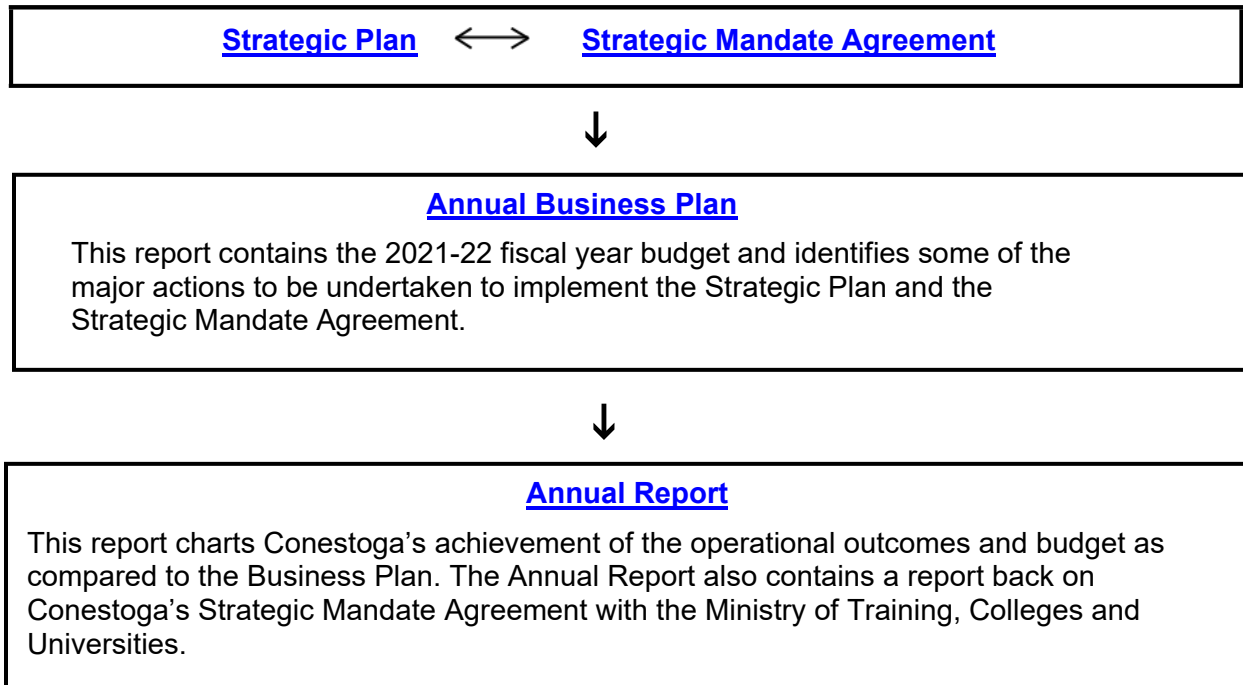 Strategic Plan ⟷ Strategic Mandate Agreement
↓
Annual Business Plan
This report contains the 2021-22 fiscal year budget and identifies some of the
major actions to be undertaken to implement the Strategic Plan and the
Strategic Mandate Agreement.
↓
Annual Report
This report charts Conestoga’s achievement of the operational outcomes and budget as
compared to the Business Plan. The Annual Report also contains a report back on
Conestoga’s Strategic Mandate Agreement with the Ministry of Training, Colleges and
Universities.